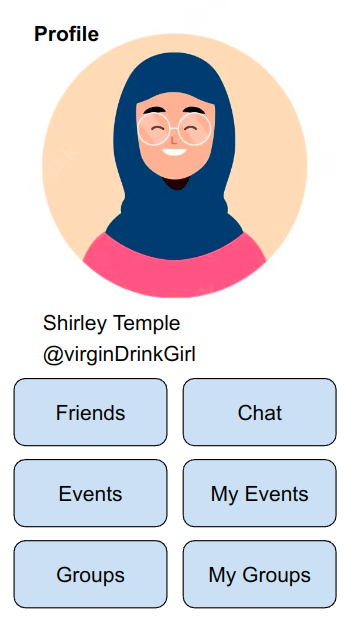 Profile
Shirley Temple
@virginDrinkGirl
Friends
Chat
Events
My Events
Groups
My Groups